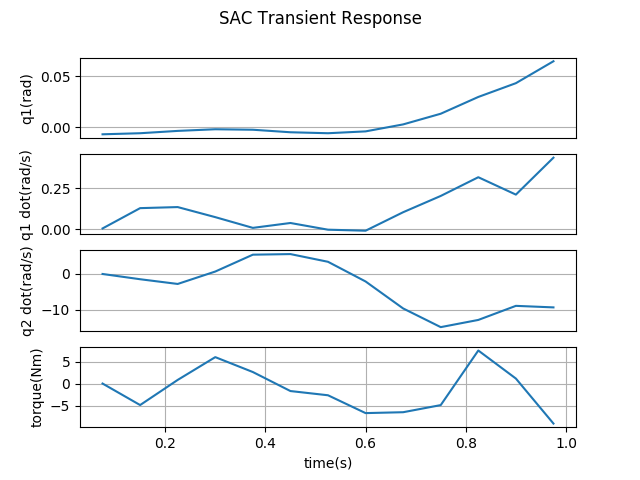 SAC Transient Response
q1(rad)
0.05
0.00
q1 dot(rad/s)
0.25
0.00
q2 dot(rad/s)
0
−10
torque(Nm)
5
0
−5
0.2 0.4 0.6 0.8 1.0
time(s)